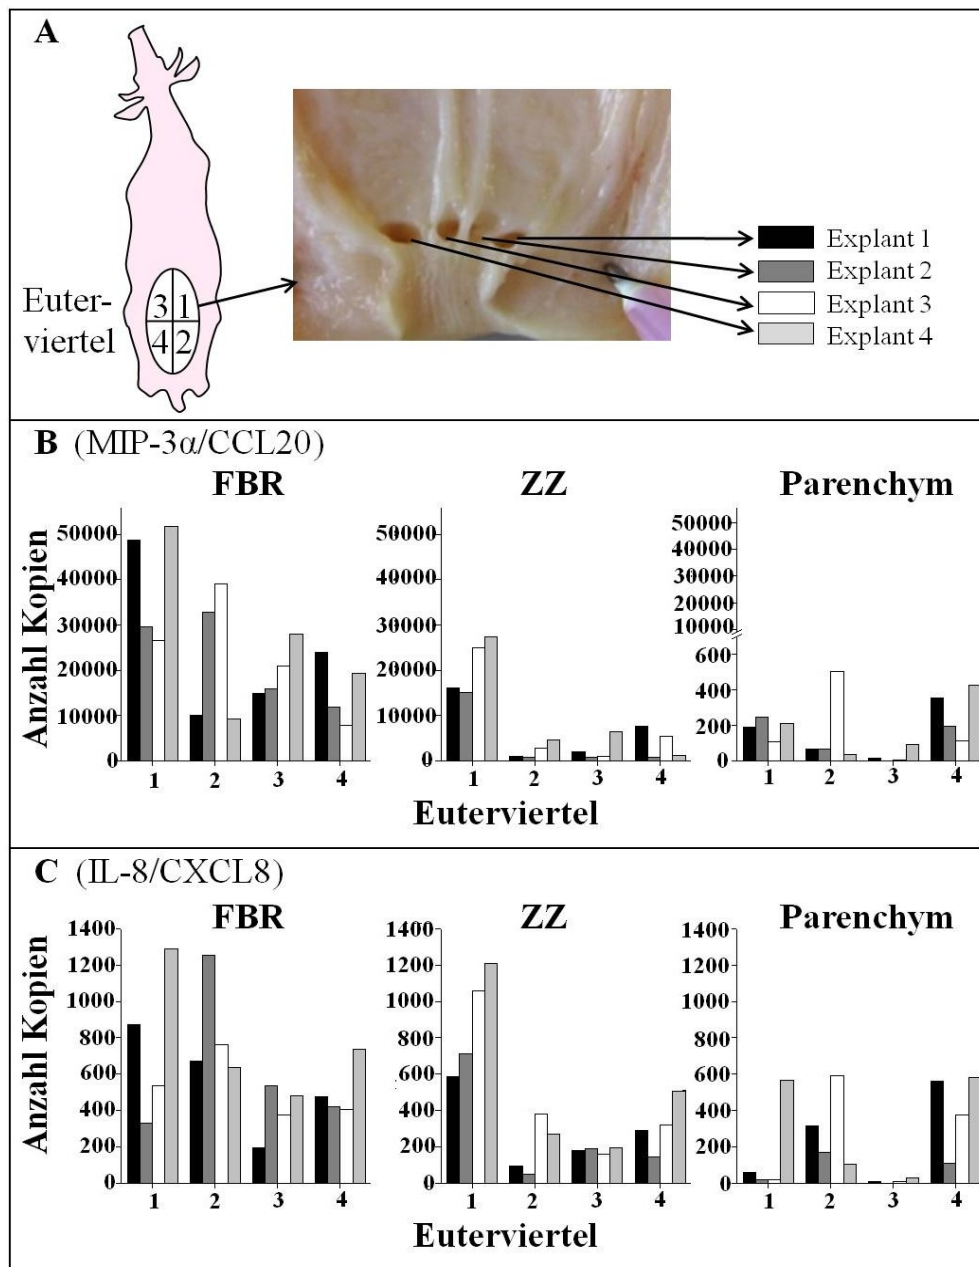 A
Euter-
viertel
3 1
4 2
Explant 1
Explant 2
Explant 3
Explant 4
B (MIP-3α/CCL20)
FBR ZZ Parenchym
Anzahl Kopien
50000
40000
30000
20000
10000
0
1 2 3 4
50000
40000
30000
20000
10000
0
1 2 3 4
50000
40000
30000
20000
10000
600
400
200
0
1 2 3 4
Euterviertel
C (IL-8/CXCL8)
FBR ZZ Parenchym
Anzahl Kopien
1400
1200
1000
800
600
400
200
0
1 2 3 4
1400
1200
1000
800
600
400
200
0
1 2 3 4
1400
1200
1000
800
600
400
200
0
1 2 3 4
Euterviertel